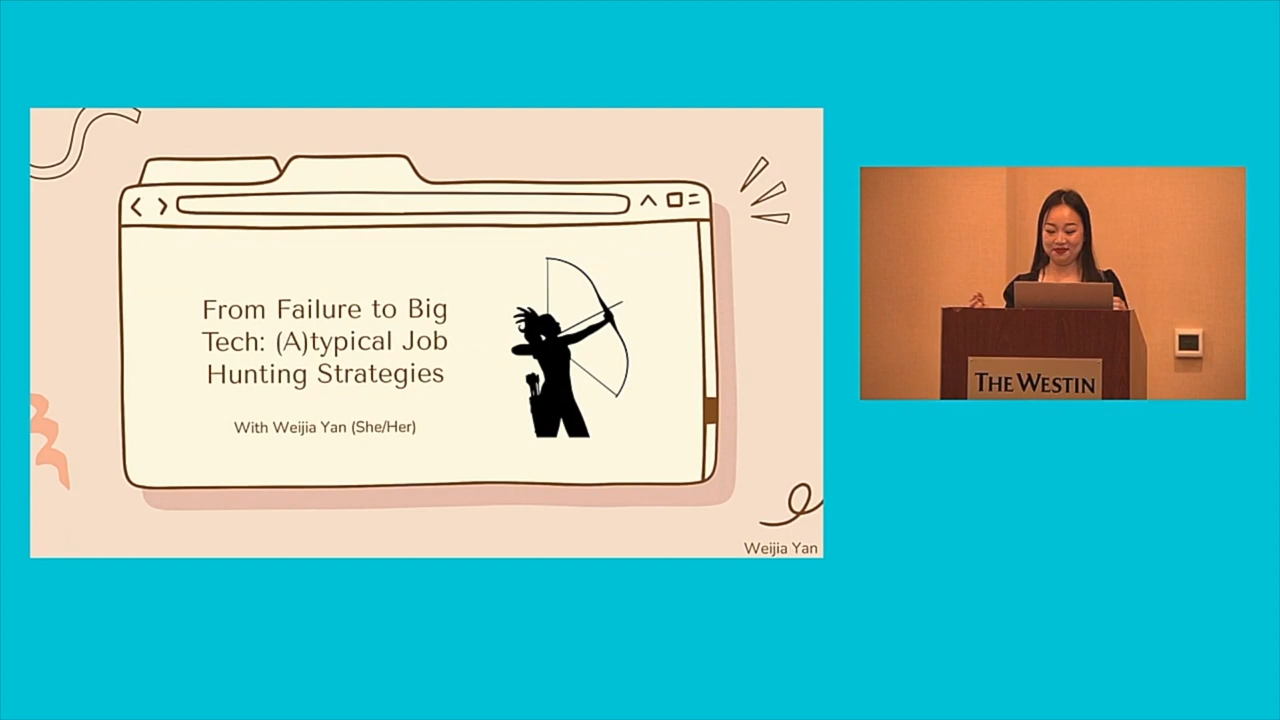 From Failure to Big
Tech: (A)typical Job
Hunting Strategies
With Weijia Yan (She/Her)
Weijia Yan
THE WESTIN